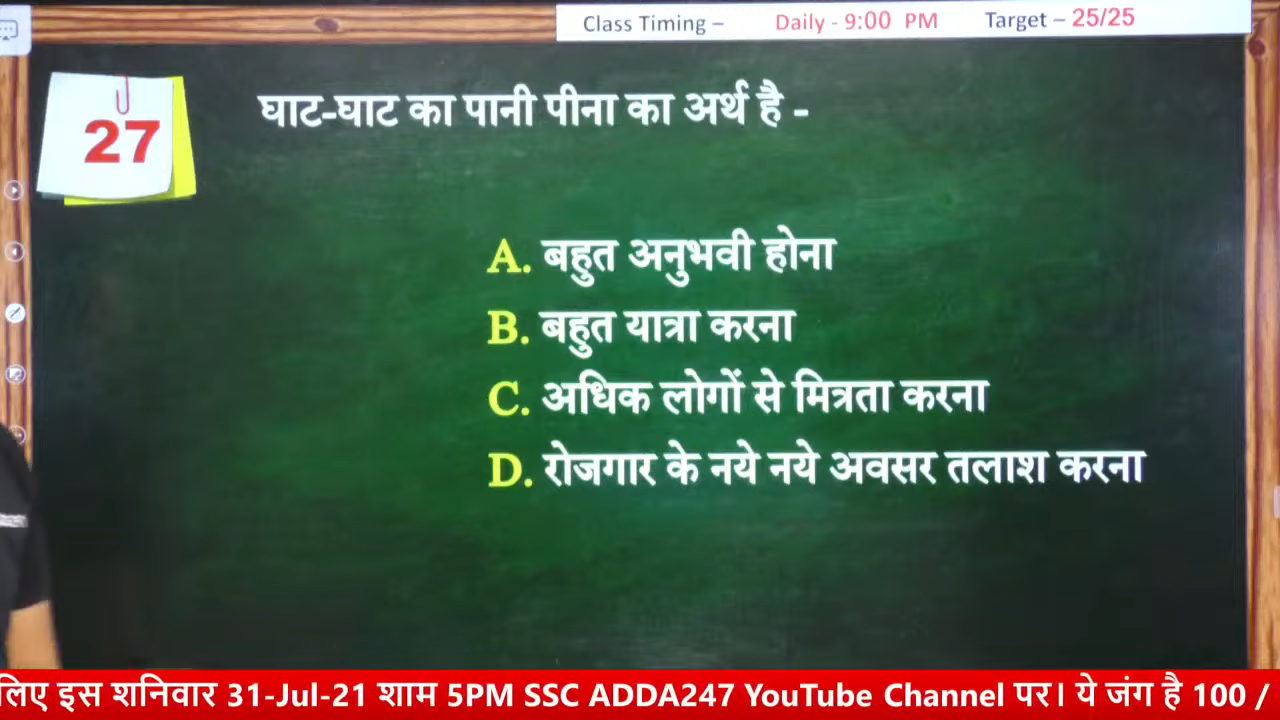 Class Timing – Daily - 9:00 PM Target – 25/25
27
घाट-घाट का पानी पीना का अर्थ है -
A. बहुत अनुभवी होना
B. बहुत यात्रा करना
C. अधिक लोगों से मित्रता करना
D. रोजगार के नये नये अवसर तलाश करना
लिए इस शनिवार 31-Jul-21 शाम 5PM SSC ADDA247 YouTube Channel पर। ये जंग है 100 /